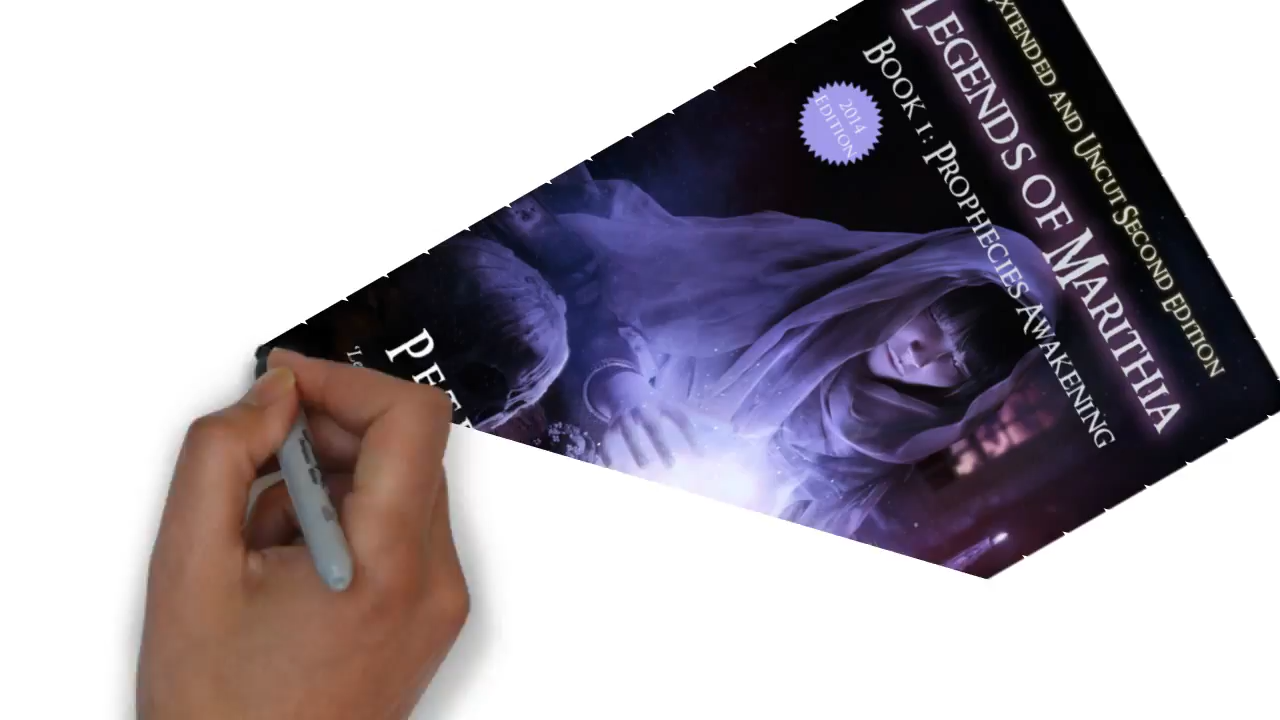 EXTENDED AND UNCUT SECOND EDITION
LEGENDS OF MARITHIA
BOOK 1: PROPHECIES AWAKENING
2014
EDITION